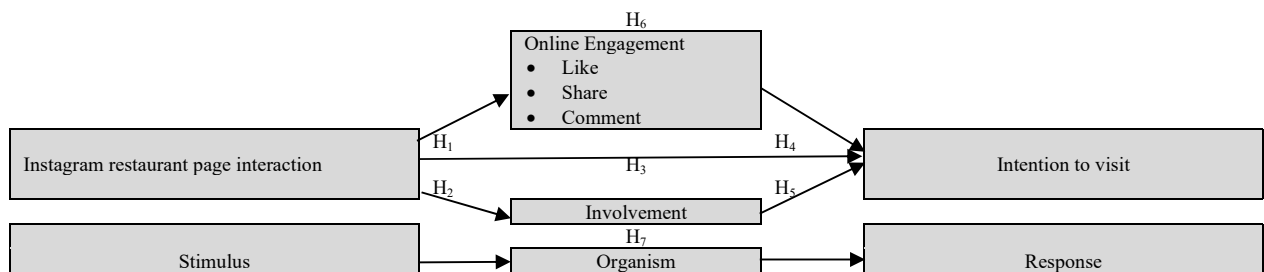 H6
Online Engagement
• Like
• Share
• Comment
H1
H4
Instagram restaurant page interaction
Intention to visit
H3
H2
H5
Involvement
H7
Stimulus
Organism
Response